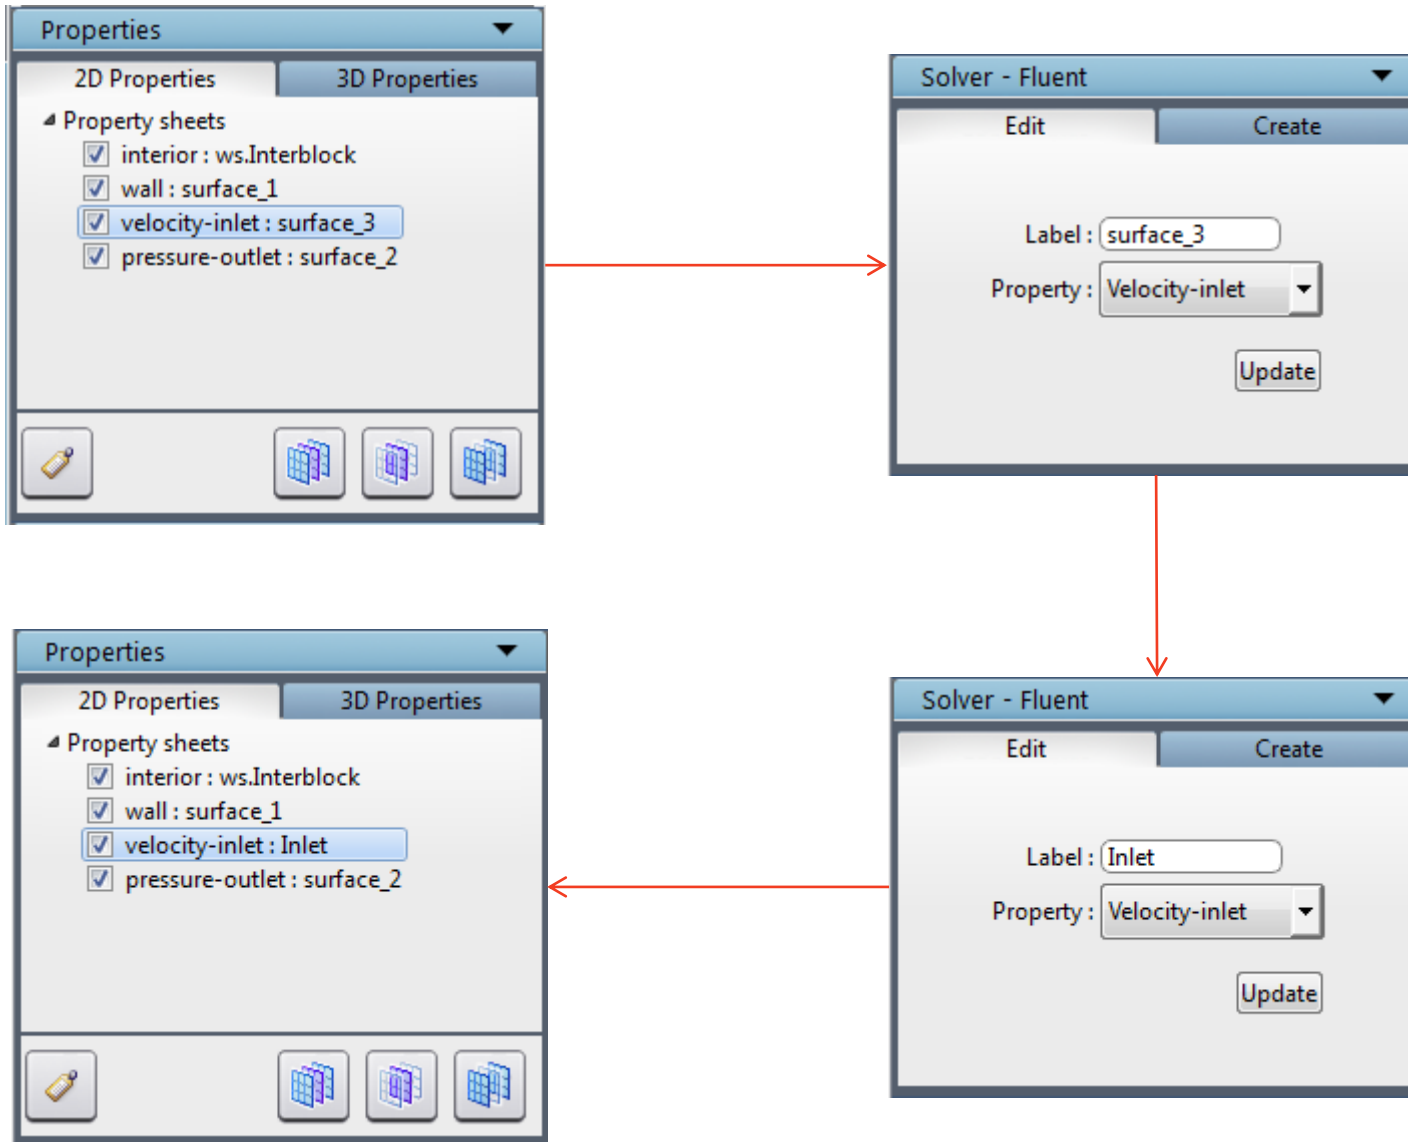 Properties
2D Properties 3D Properties
Property sheets
interior : ws.Interblock
wall : surface_1
velocity-inlet : surface_3
pressure-outlet : surface_2
Solver - Fluent
Edit Create
Label : surface_3
Property : Velocity-inlet
Update
Properties
2D Properties 3D Properties
Property sheets
interior : ws.Interblock
wall : surface_1
velocity-inlet : Inlet
pressure-outlet : surface_2
Solver - Fluent
Edit Create
Label : Inlet
Property : Velocity-inlet
Update